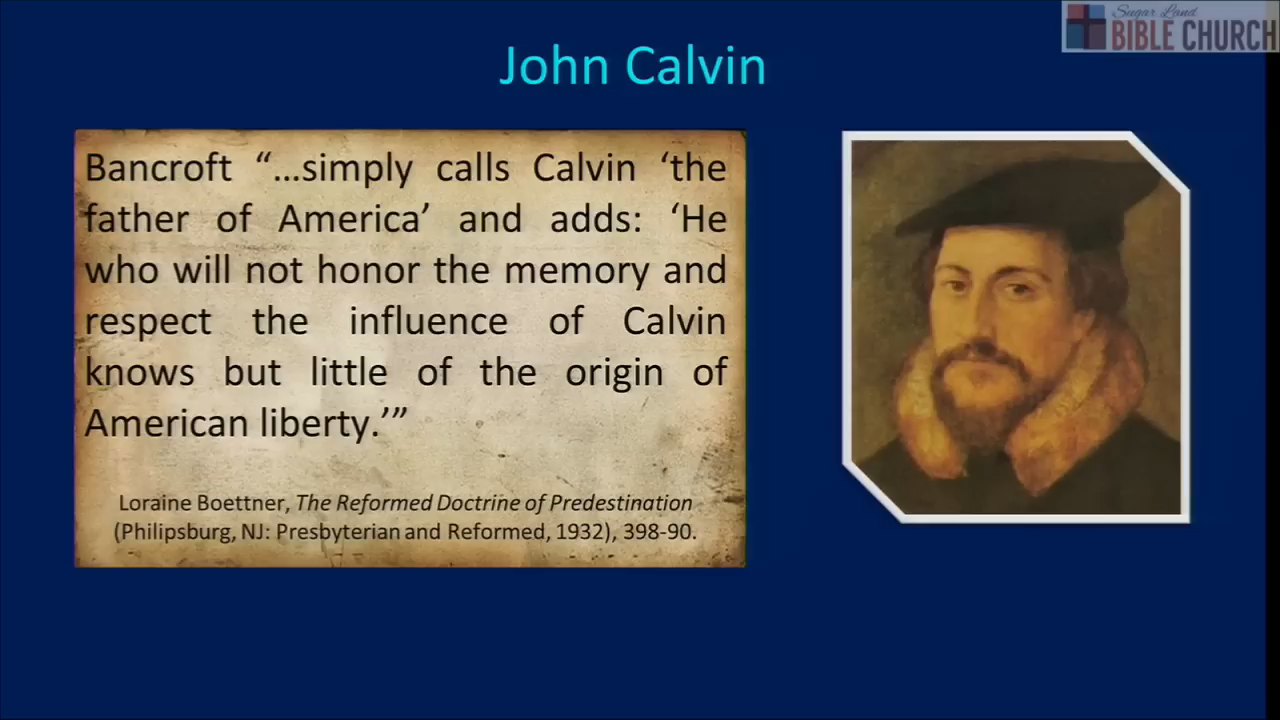 Sugar Land
BIBLE CHURCH
John Calvin
Bancroft “...simply calls Calvin ‘the
father of America’ and adds: ‘He
who will not honor the memory and
respect the influence of Calvin
knows but little of the origin of
American liberty.’”
Loraine Boettner, The Reformed Doctrine of Predestination
(Philipsburg, NJ: Presbyterian and Reformed, 1932), 398-90.